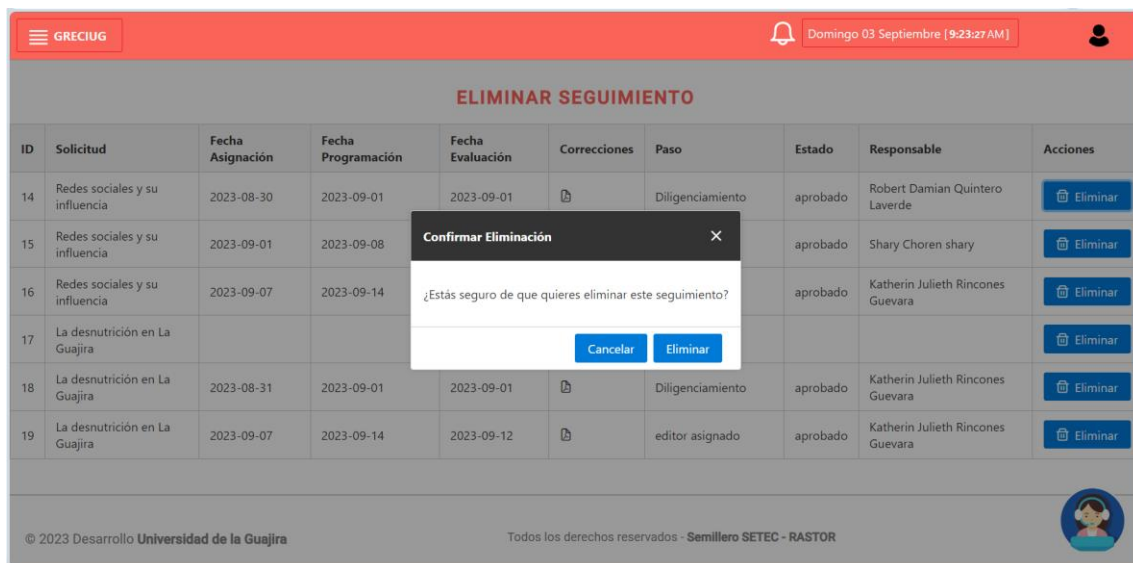 GRECIUG
Domingo 03 Septiembre [9:23:27 AM]
ELIMINAR SEGUIMIENTO
ID Solicitud Fecha Asignación Fecha Programación Fecha Evaluación Correcciones Paso Estado Responsable Acciones
14 Redes sociales y su influencia 2023-08-30 2023-09-01 2023-09-01 Diligenciamiento aprobado Robert Damian Quintero Laverde Eliminar
15 Redes sociales y su influencia 2023-09-01 2023-09-08 aprobado Shary Choren shary Eliminar
16 Redes sociales y su influencia 2023-09-07 2023-09-14 aprobado Katherin Julieth Rincones Guevara Eliminar
17 La desnutrición en La Guajira Eliminar
18 La desnutrición en La Guajira 2023-08-31 2023-09-01 2023-09-01 Diligenciamiento aprobado Katherin Julieth Rincones Guevara Eliminar
19 La desnutrición en La Guajira 2023-09-07 2023-09-14 2023-09-12 editor asignado aprobado Katherin Julieth Rincones Guevara Eliminar
Confirmar Eliminación
¿Estás seguro de que quieres eliminar este seguimiento?
Cancelar Eliminar
© 2023 Desarrollo Universidad de la Guajira
Todos los derechos reservados - Semillero SETEC - RASTOR